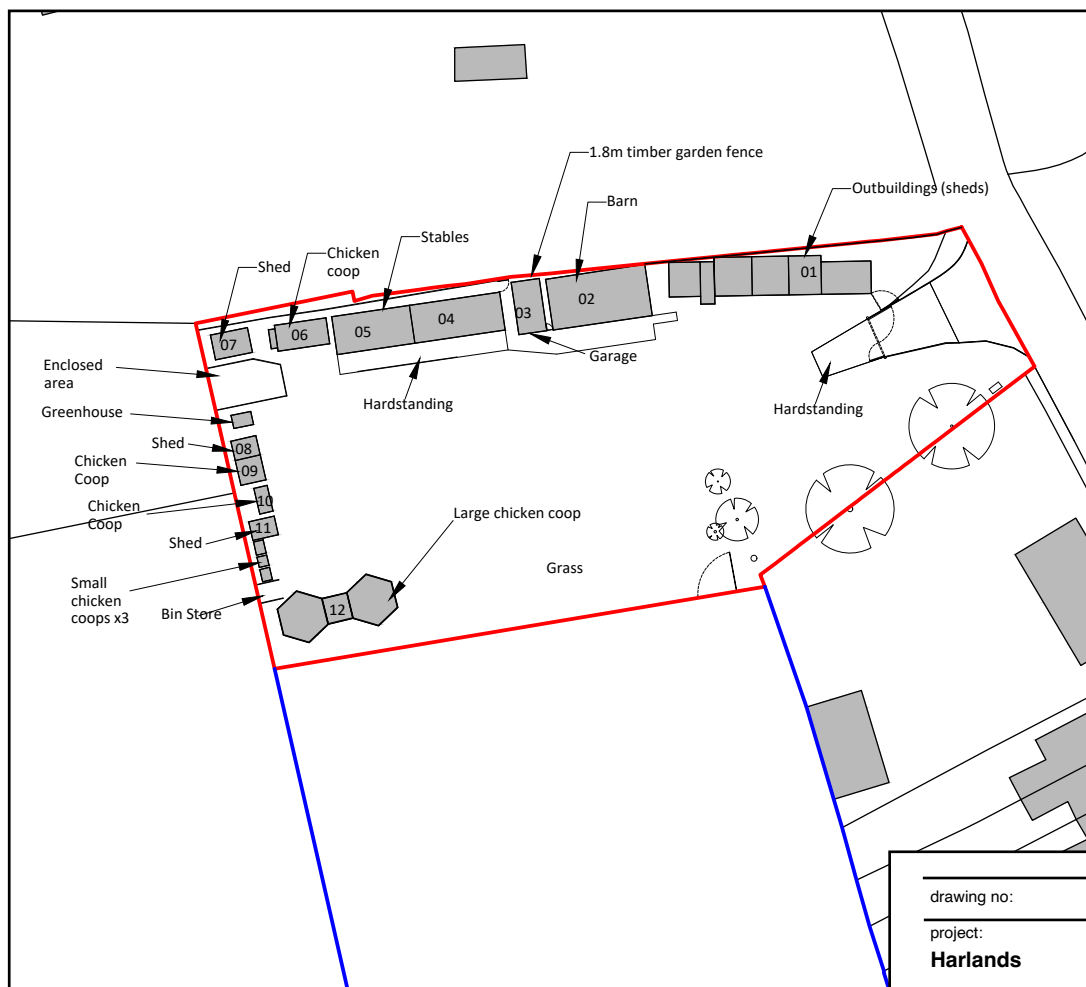 1.8m timber garden fence
Outbuildings (sheds)
Barn
Stables
Chicken
coop
Shed
01
02
03
04
05
06
07
Garage
Enclosed
area
Hardstanding
Hardstanding
Greenhouse
Shed
08
Chicken
Coop
09
Chicken
Coop
10
Large chicken coop
11
Shed
Grass
Small
chicken
coops x3
Bin Store
12
drawing no:
project:
Harlands